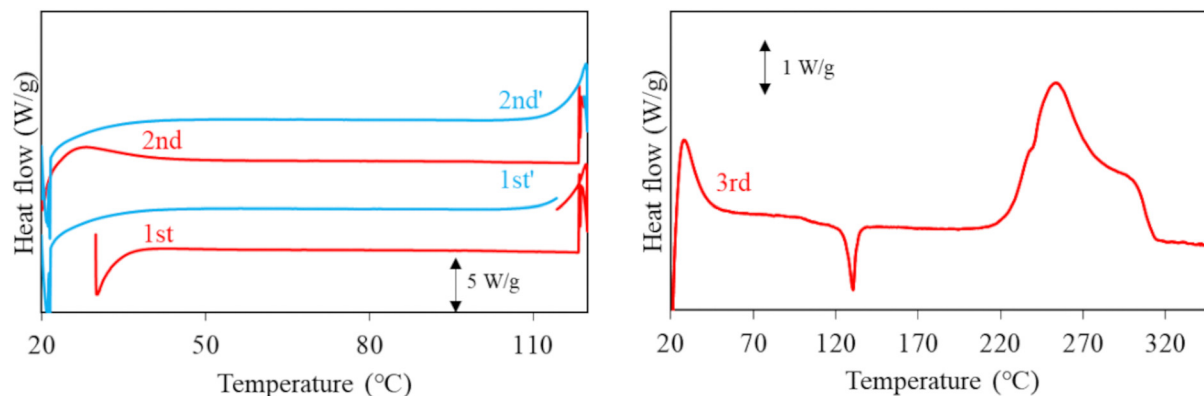 Heat flow (W/g)
2nd'
2nd
1st'
1st
5 W/g
20
50
80
110
Temperature (℃)
Heat flow (W/g)
1 W/g
3rd
20
70
120
170
220
270
320
Temperature (℃)